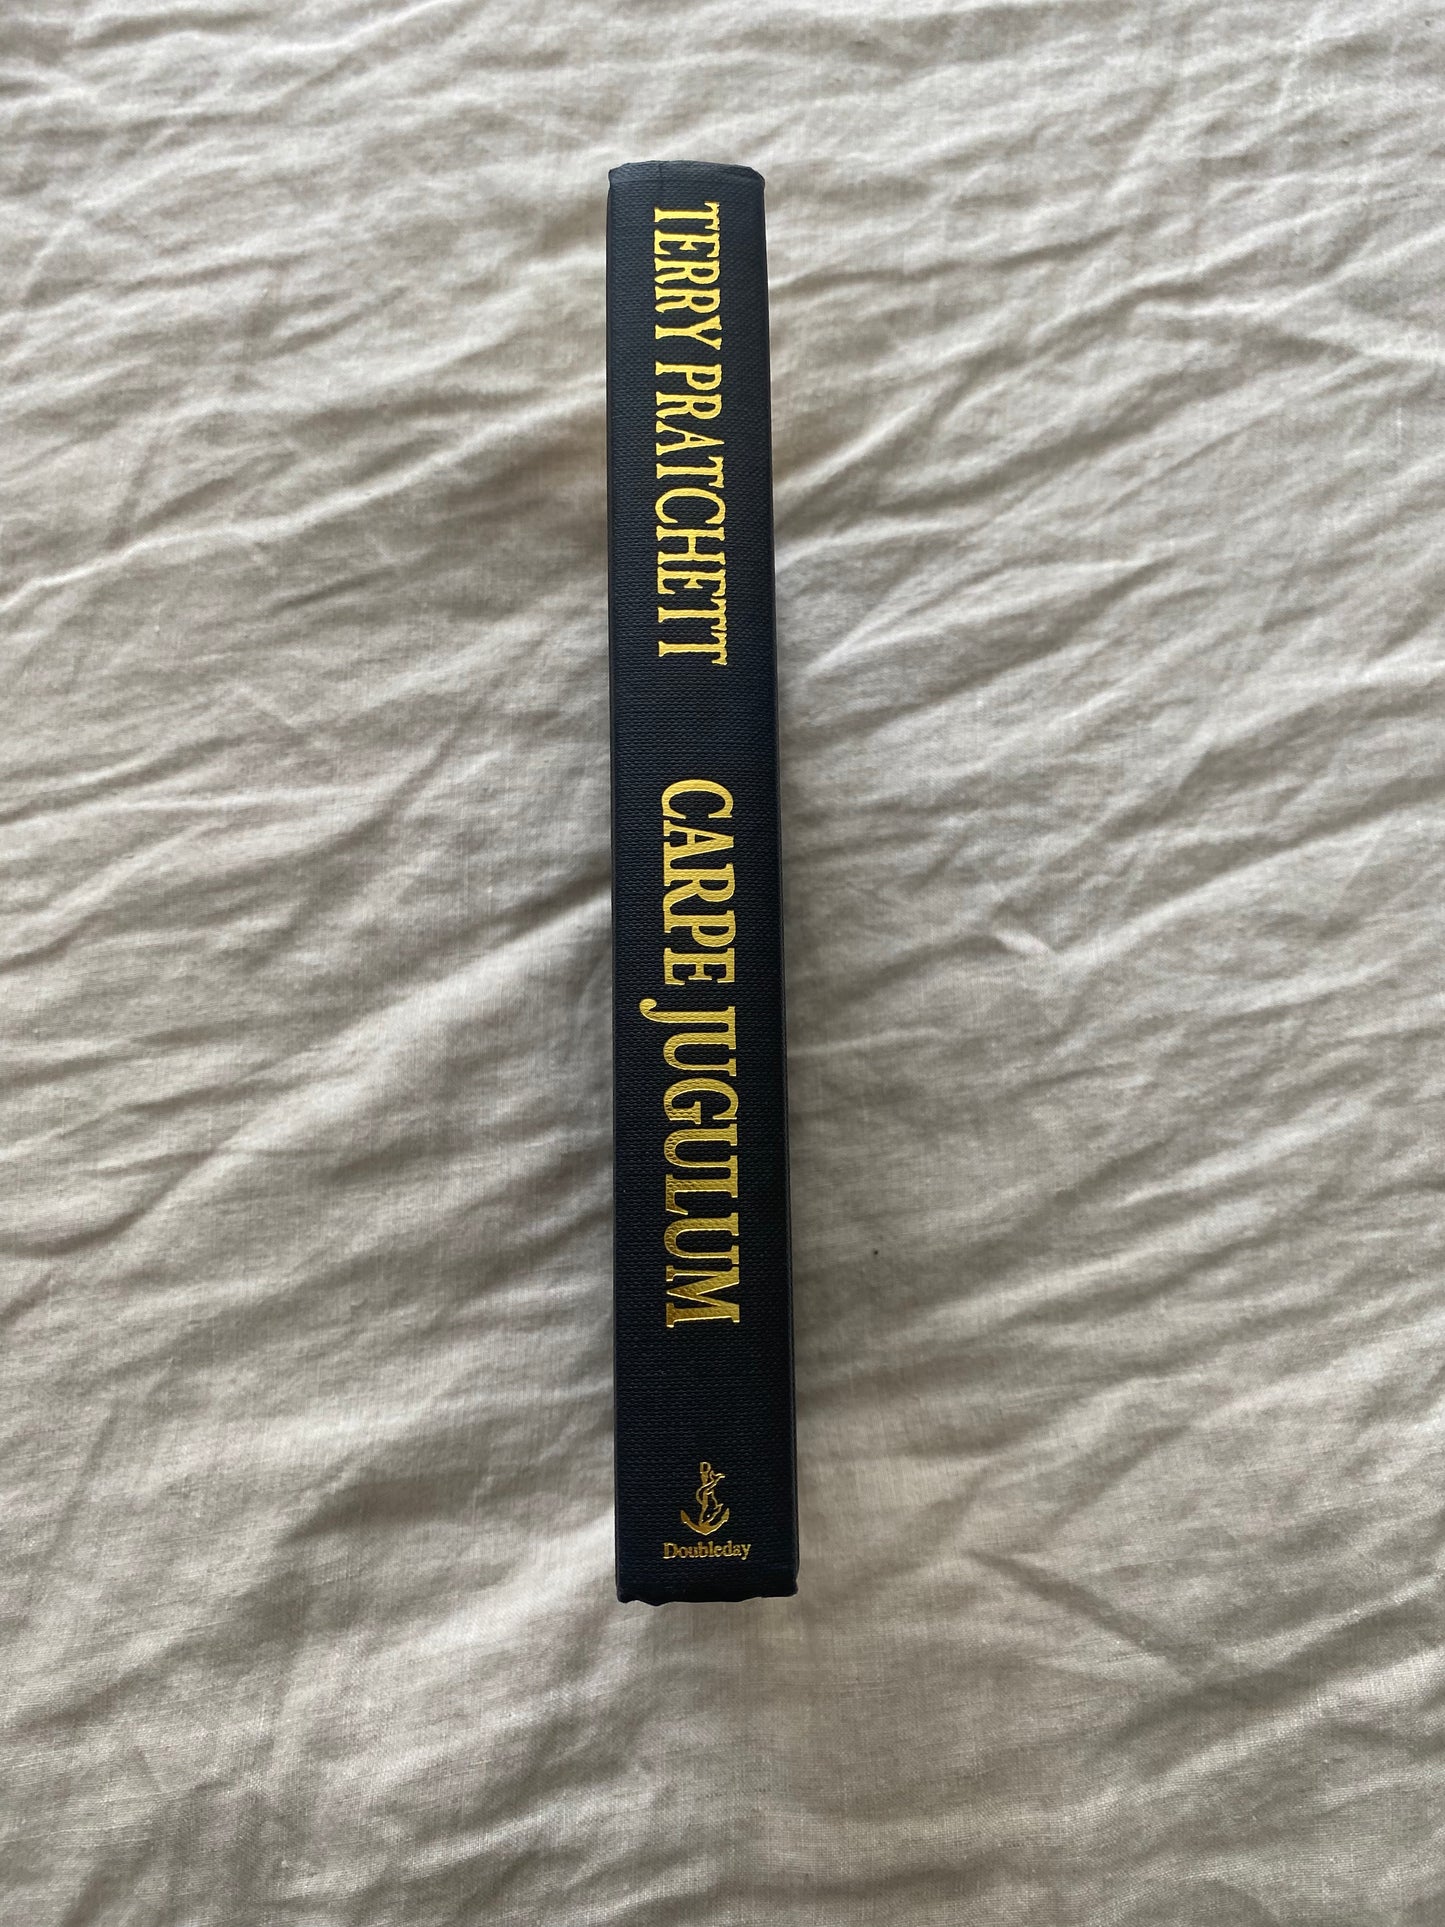 TERRY PRATCHETT
CARPE JUGULUM
D
Doubleday